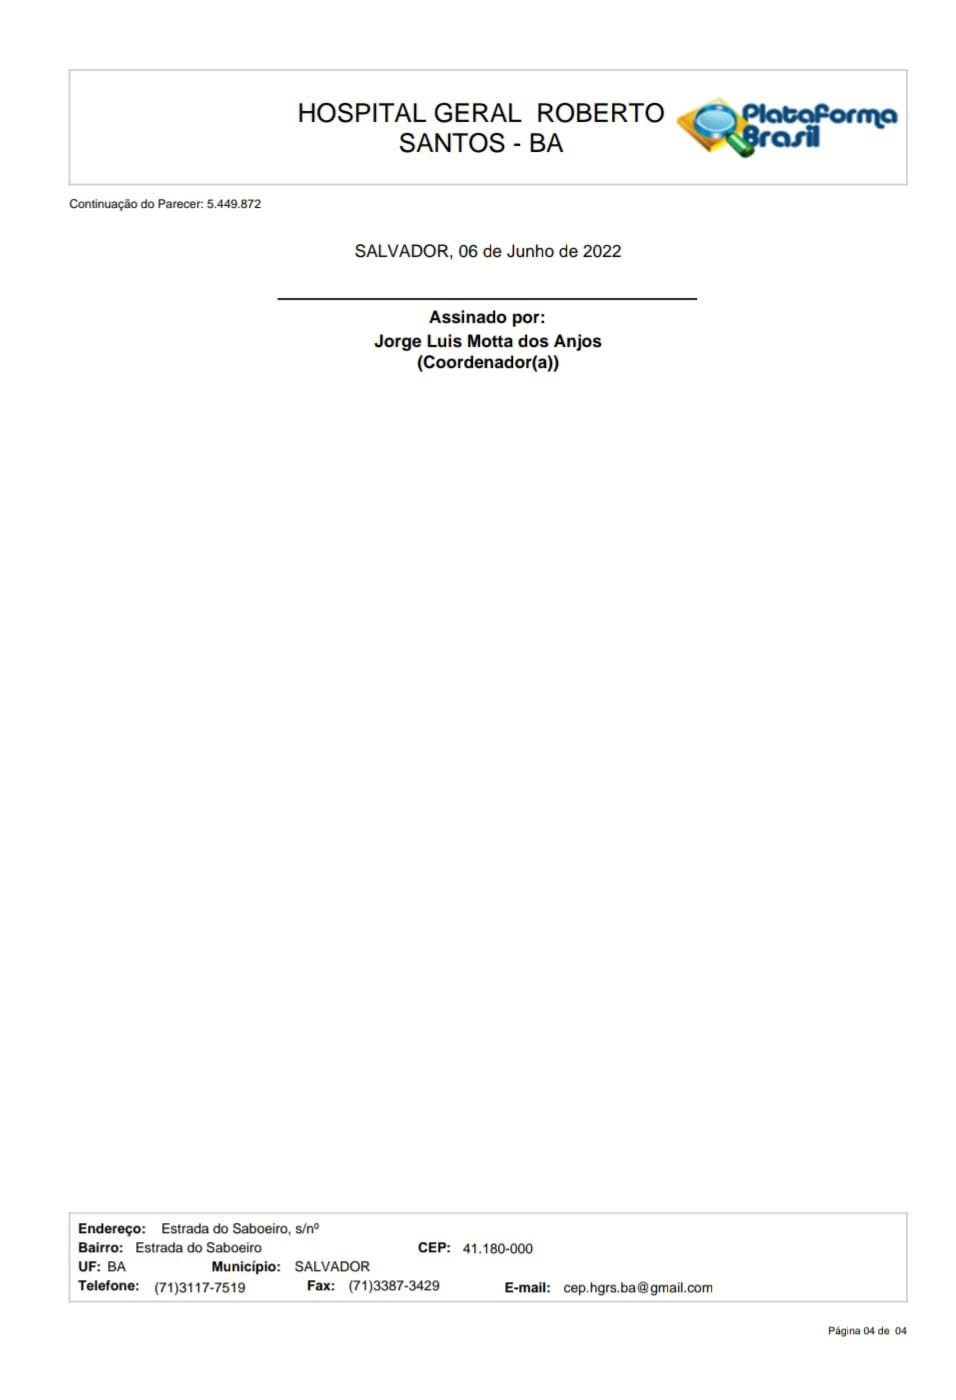 HOSPITAL GERAL ROBERTO
SANTOS - BA
Plataforma
Brasil
Continuação do Parecer: 5.449.872
SALVADOR, 06 de Junho de 2022
Assinado por:
Jorge Luis Motta dos Anjos
(Coordenador(a))
Endereço: Estrada do Saboeiro, s/nº
Bairro: Estrada do Saboeiro CEP: 41.180-000
UF: BA Município: SALVADOR
Telefone: (71)3117-7519 Fax: (71)3387-3429 E-mail: cep.hgrs.ba@gmail.com
Página 04 de 04